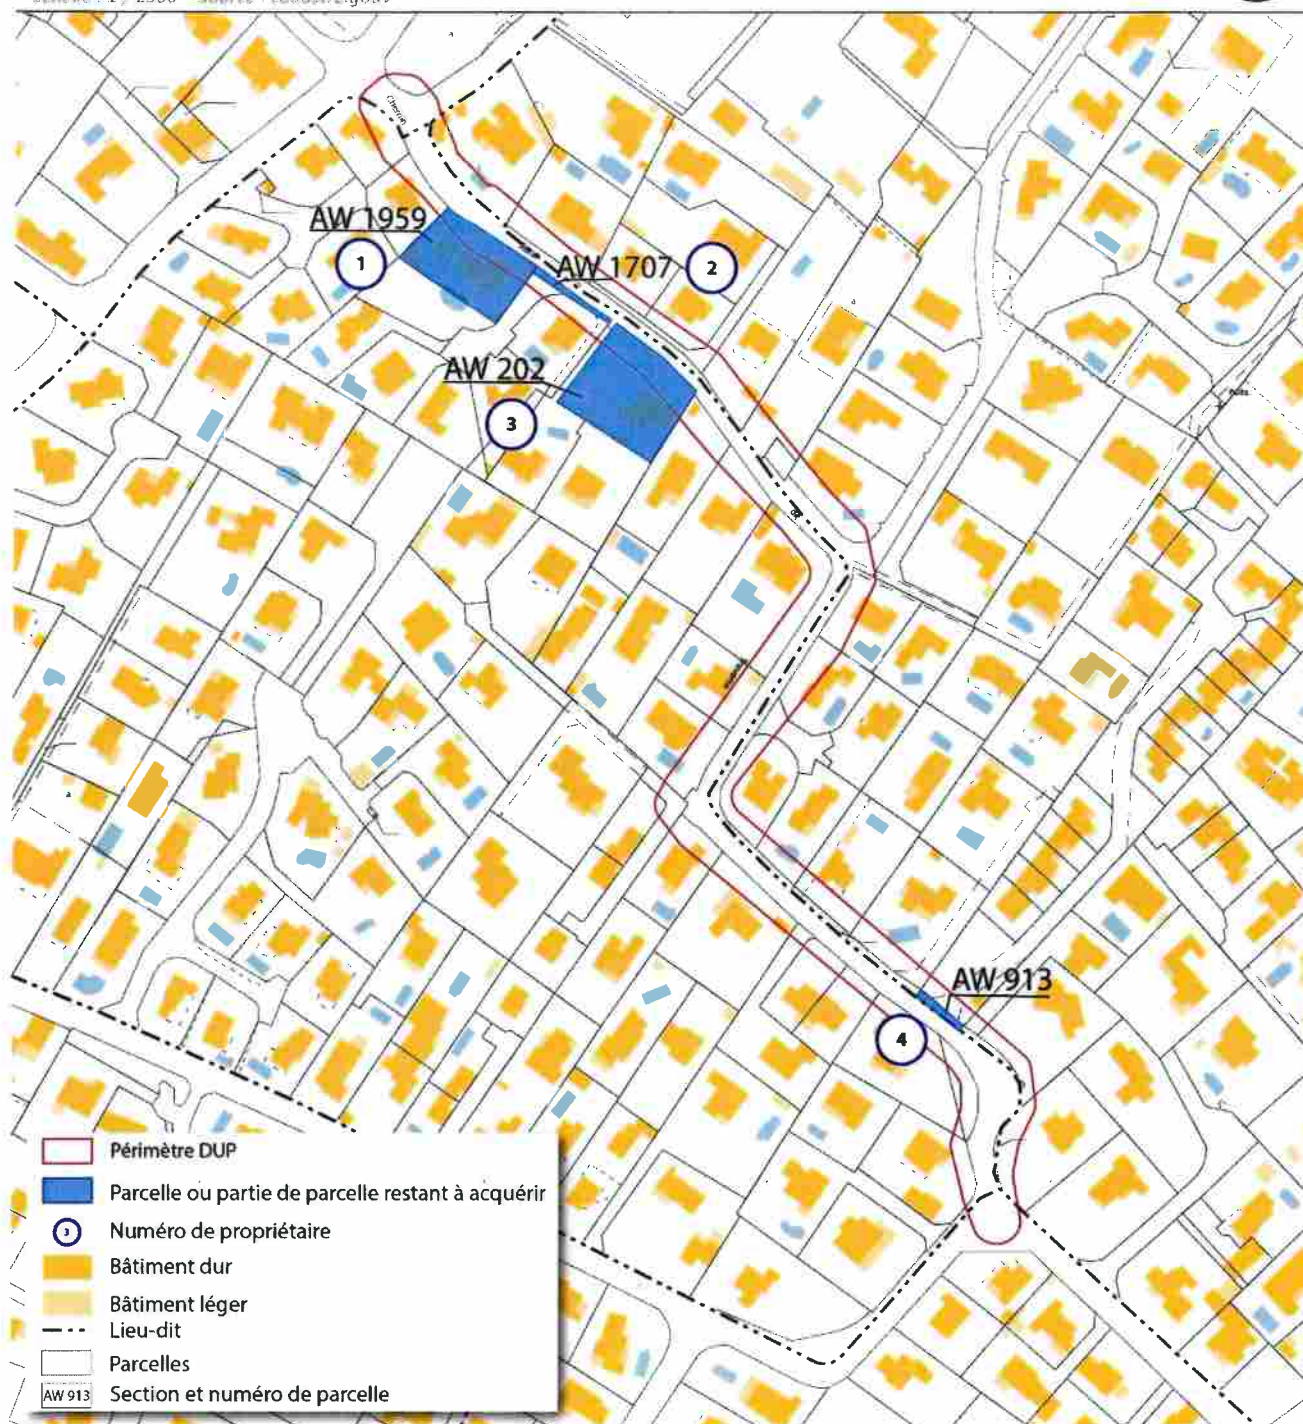 AW 1959
1
AW 1707
2
AW 202
3
AW 913
4
Périmètre DUP
Parcelle ou partie de parcelle restant à acquérir
3 Numéro de propriétaire
Bâtiment dur
Bâtiment léger
Lieu-dit
Parcelles
AW 913 Section et numéro de parcelle